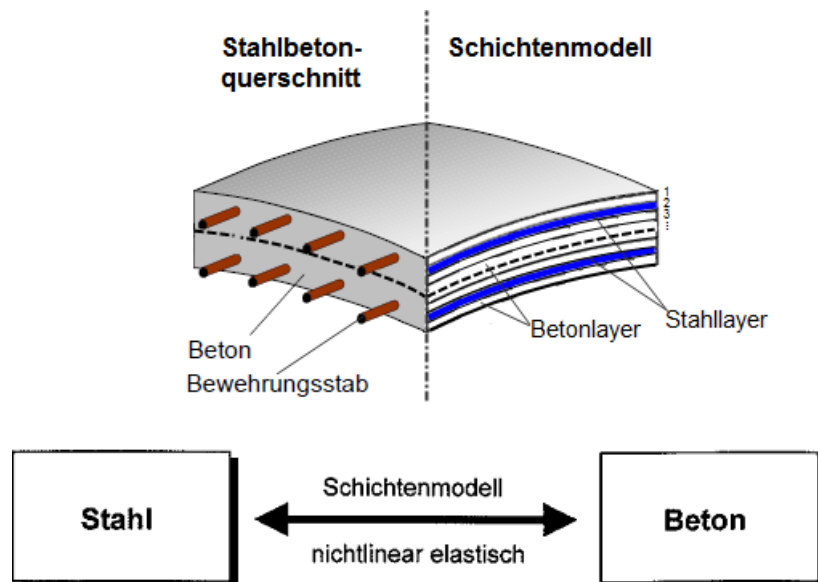 Stahlbeton-
querschnitt
Schichtenmodell
1
2
3
⋮
Beton
Bewehrungsstab
Betonlayer
Stahllayer
Stahl
Schichtenmodell
nichtlinear elastisch
Beton